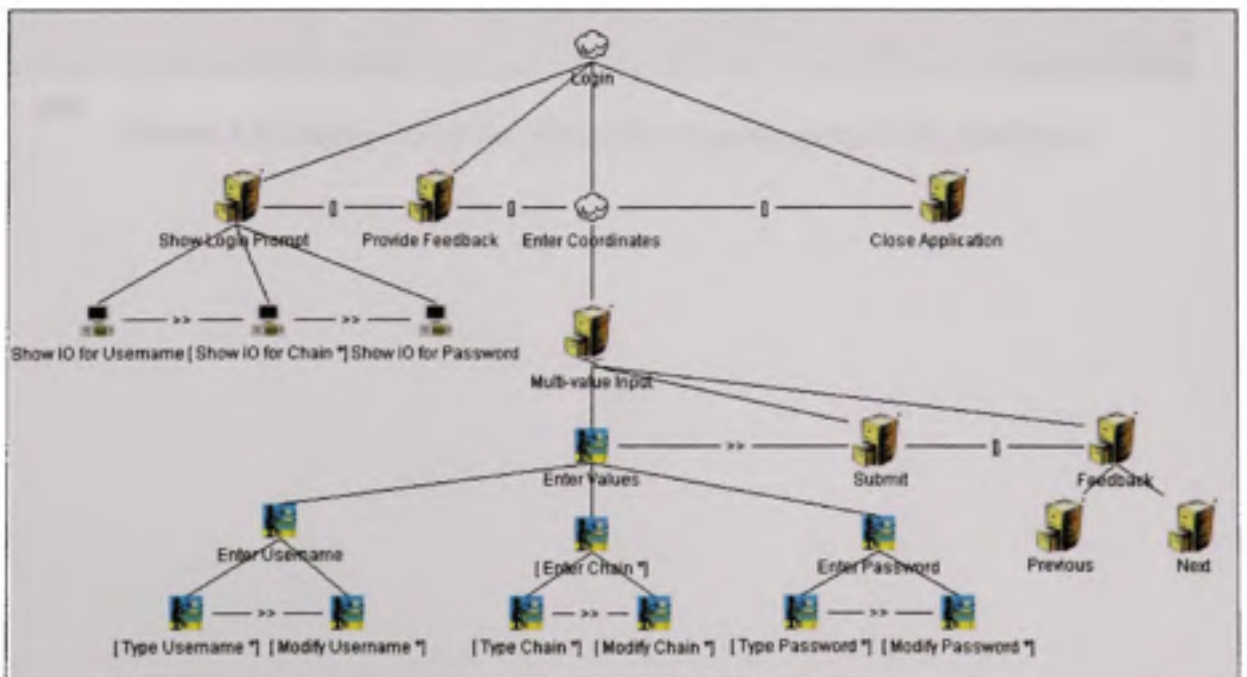 Login
[] [] []
Show Login Prompt Provide Feedback Enter Coordinates Close Application
>> >>
Show IO for Username [ Show IO for Chain *] Show IO for Password
Multi-value Input
>> []
Enter Values Submit Feedback
Enter Username [ Enter Chain *] Enter Password Previous Next
>> >> >>
[ Type Username *] [ Modify Username *] [ Type Chain *] [ Modify Chain *] [ Type Password *] [ Modify Password *]